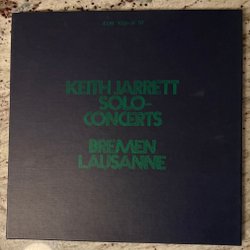 KEITH JARRETT
SOLO-
CONCERTS
BREMEN
LAUSANNE